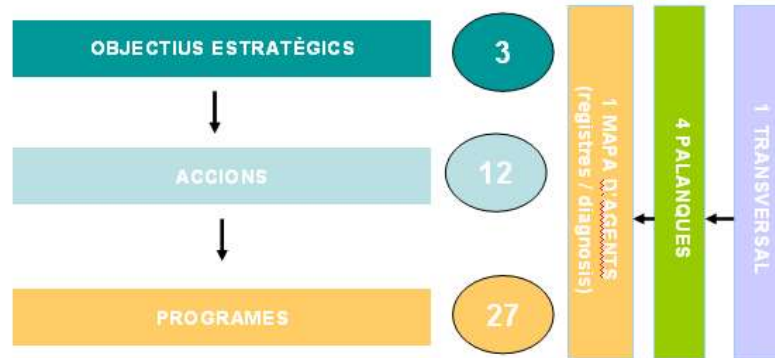 OBJECTIUS ESTRATÈGICS
3
ACCIONS
12
PROGRAMES
27
1 MAPA D'AGENTS
(registres / diagnosis)
4 PALANQUES
1 TRANSVERSAL